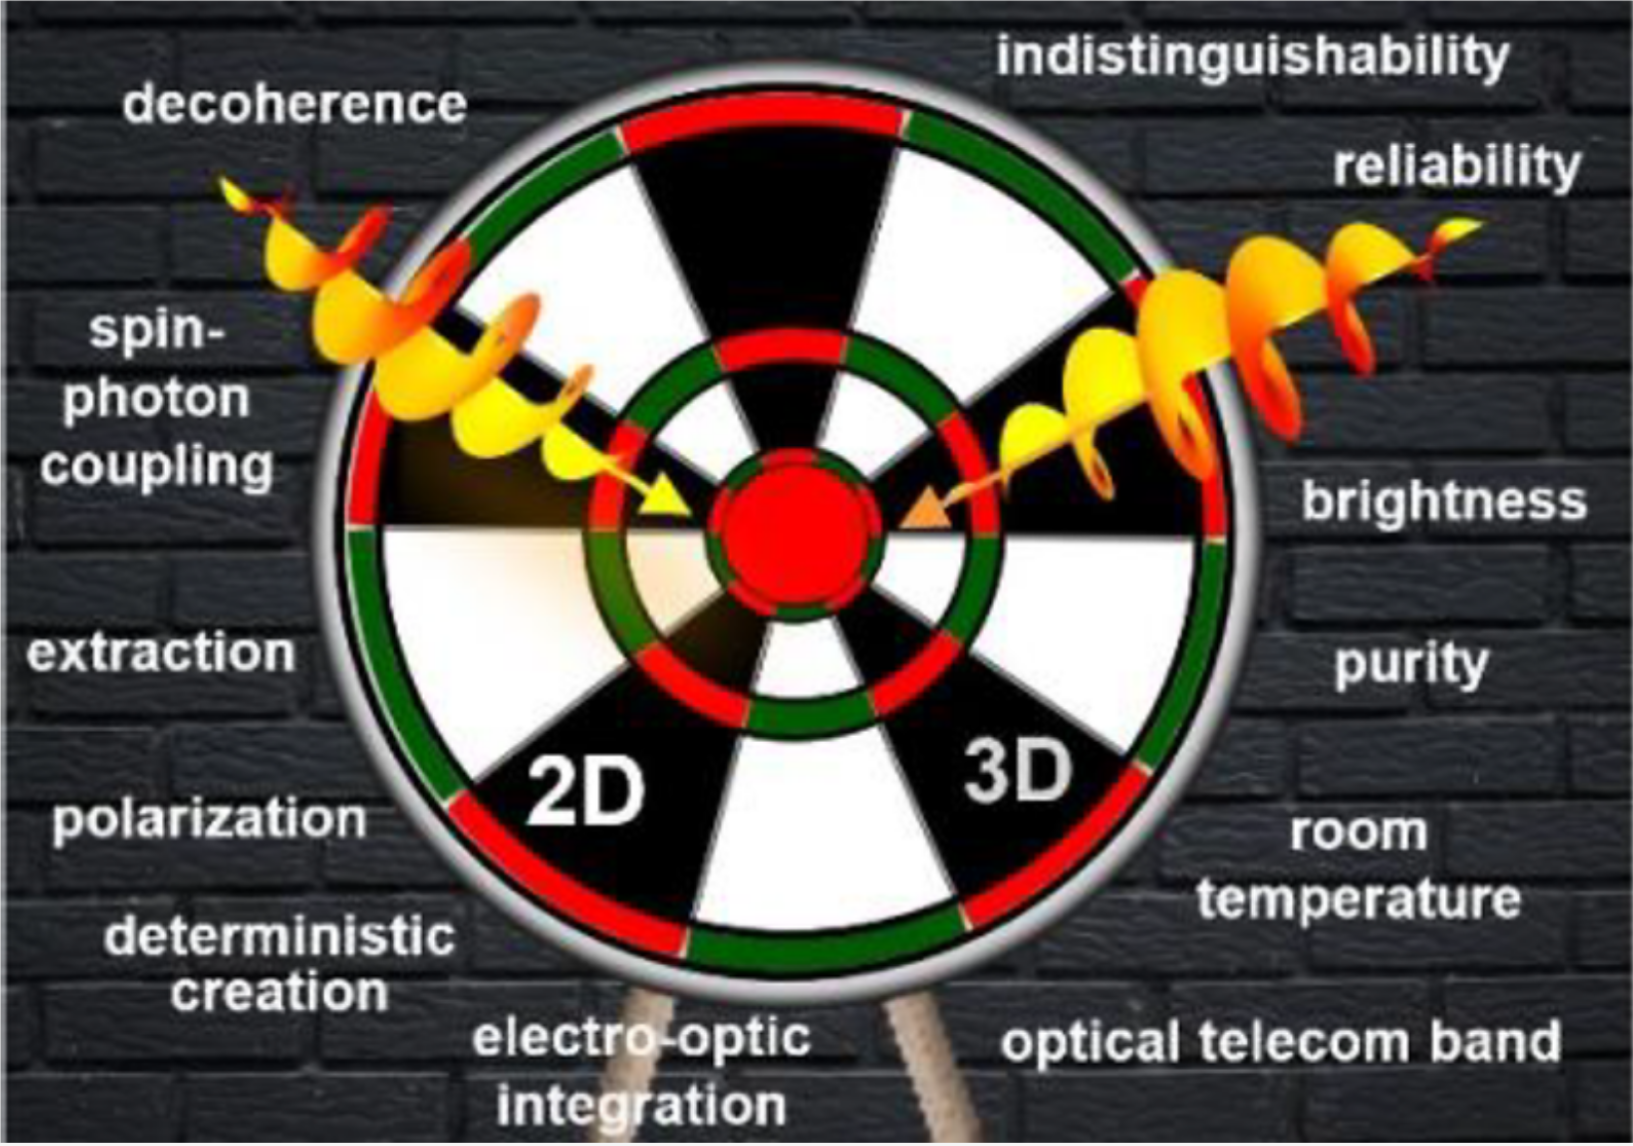 indistinguishability
decoherence
reliability
spin-
photon
coupling
brightness
extraction
purity
2D
3D
polarization
room
temperature
deterministic
creation
electro-optic
integration
optical telecom band